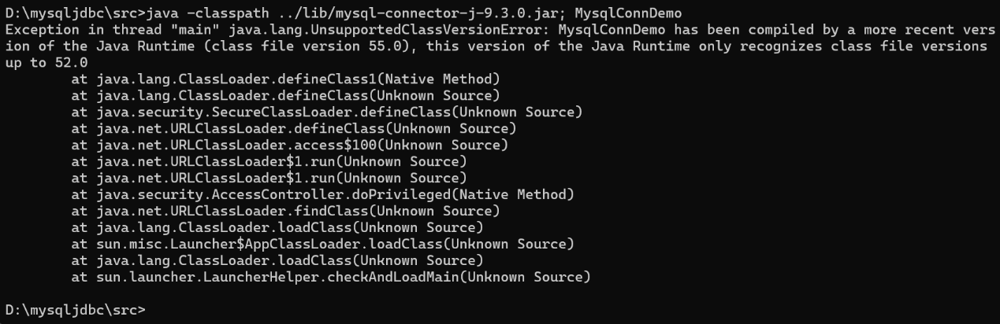 D:\mysqljdbc\src>java -classpath ../lib/mysql-connector-j-9.3.0.jar; MysqlConnDemo
Exception in thread "main" java.lang.UnsupportedClassVersionError: MysqlConnDemo has been compiled by a more recent vers
ion of the Java Runtime (class file version 55.0), this version of the Java Runtime only recognizes class file versions
up to 52.0
        at java.lang.ClassLoader.defineClass1(Native Method)
        at java.lang.ClassLoader.defineClass(Unknown Source)
        at java.security.SecureClassLoader.defineClass(Unknown Source)
        at java.net.URLClassLoader.defineClass(Unknown Source)
        at java.net.URLClassLoader.access$100(Unknown Source)
        at java.net.URLClassLoader$1.run(Unknown Source)
        at java.net.URLClassLoader$1.run(Unknown Source)
        at java.security.AccessController.doPrivileged(Native Method)
        at java.net.URLClassLoader.findClass(Unknown Source)
        at java.lang.ClassLoader.loadClass(Unknown Source)
        at sun.misc.Launcher$AppClassLoader.loadClass(Unknown Source)
        at java.lang.ClassLoader.loadClass(Unknown Source)
        at sun.launcher.LauncherHelper.checkAndLoadMain(Unknown Source)

D:\mysqljdbc\src>